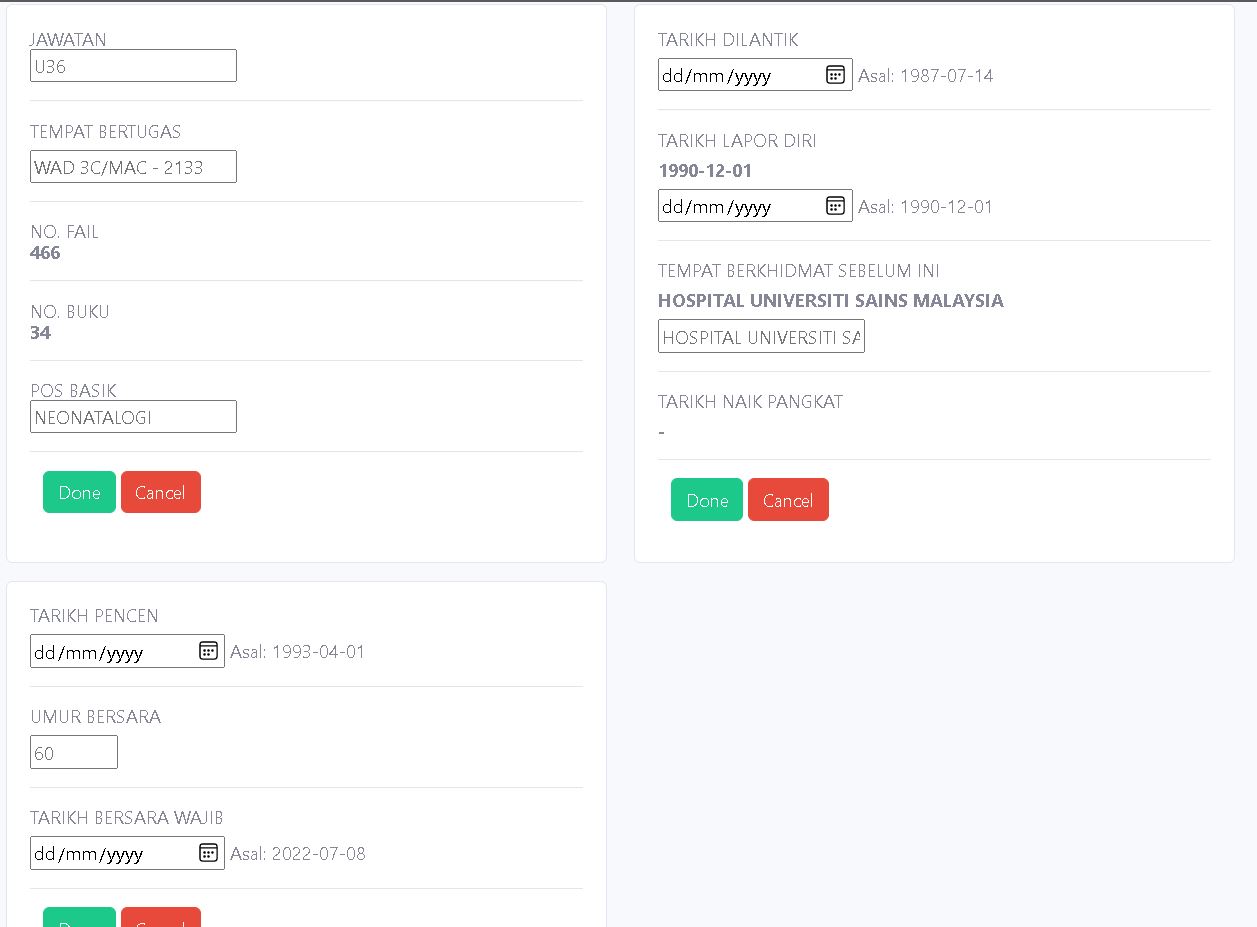 JAWATAN
U36
TEMPAT BERTUGAS
WAD 3C/MAC - 2133
NO. FAIL
466
NO. BUKU
34
POS BASIK
NEONATALOGI
Done Cancel
TARIKH DILANTIK
dd/mm/yyyy Asal: 1987-07-14
TARIKH LAPOR DIRI
1990-12-01
dd/mm/yyyy Asal: 1990-12-01
TEMPAT BERKHIDMAT SEBELUM INI
HOSPITAL UNIVERSITI SAINS MALAYSIA
HOSPITAL UNIVERSITI SA
TARIKH NAIK PANGKAT
-
Done Cancel
TARIKH PENCEN
dd/mm/yyyy Asal: 1993-04-01
UMUR BERSARA
60
TARIKH BERSARA WAJIB
dd/mm/yyyy Asal: 2022-07-08